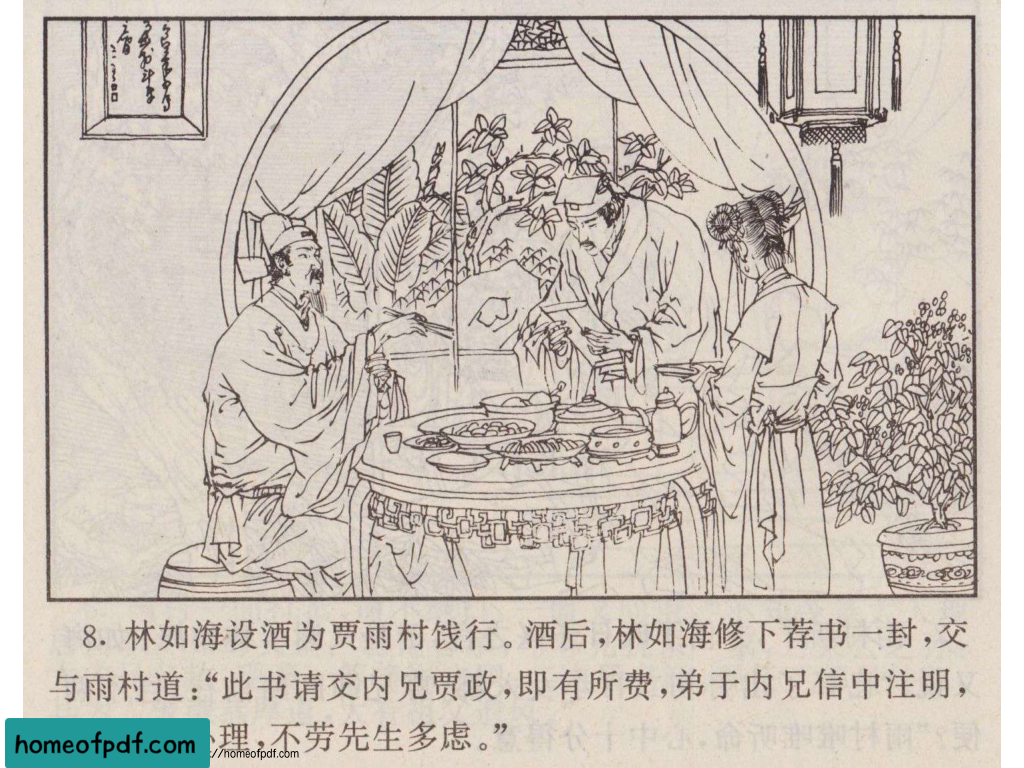 8. 林如海设酒为贾雨村饯行。酒后,林如海修下荐书一封,交
与雨村道:“此书请交内兄贾政,即有所费,弟于内兄信中注明,
理,不劳先生多虑。”
homeofpdf.com
://homeofpdf.com